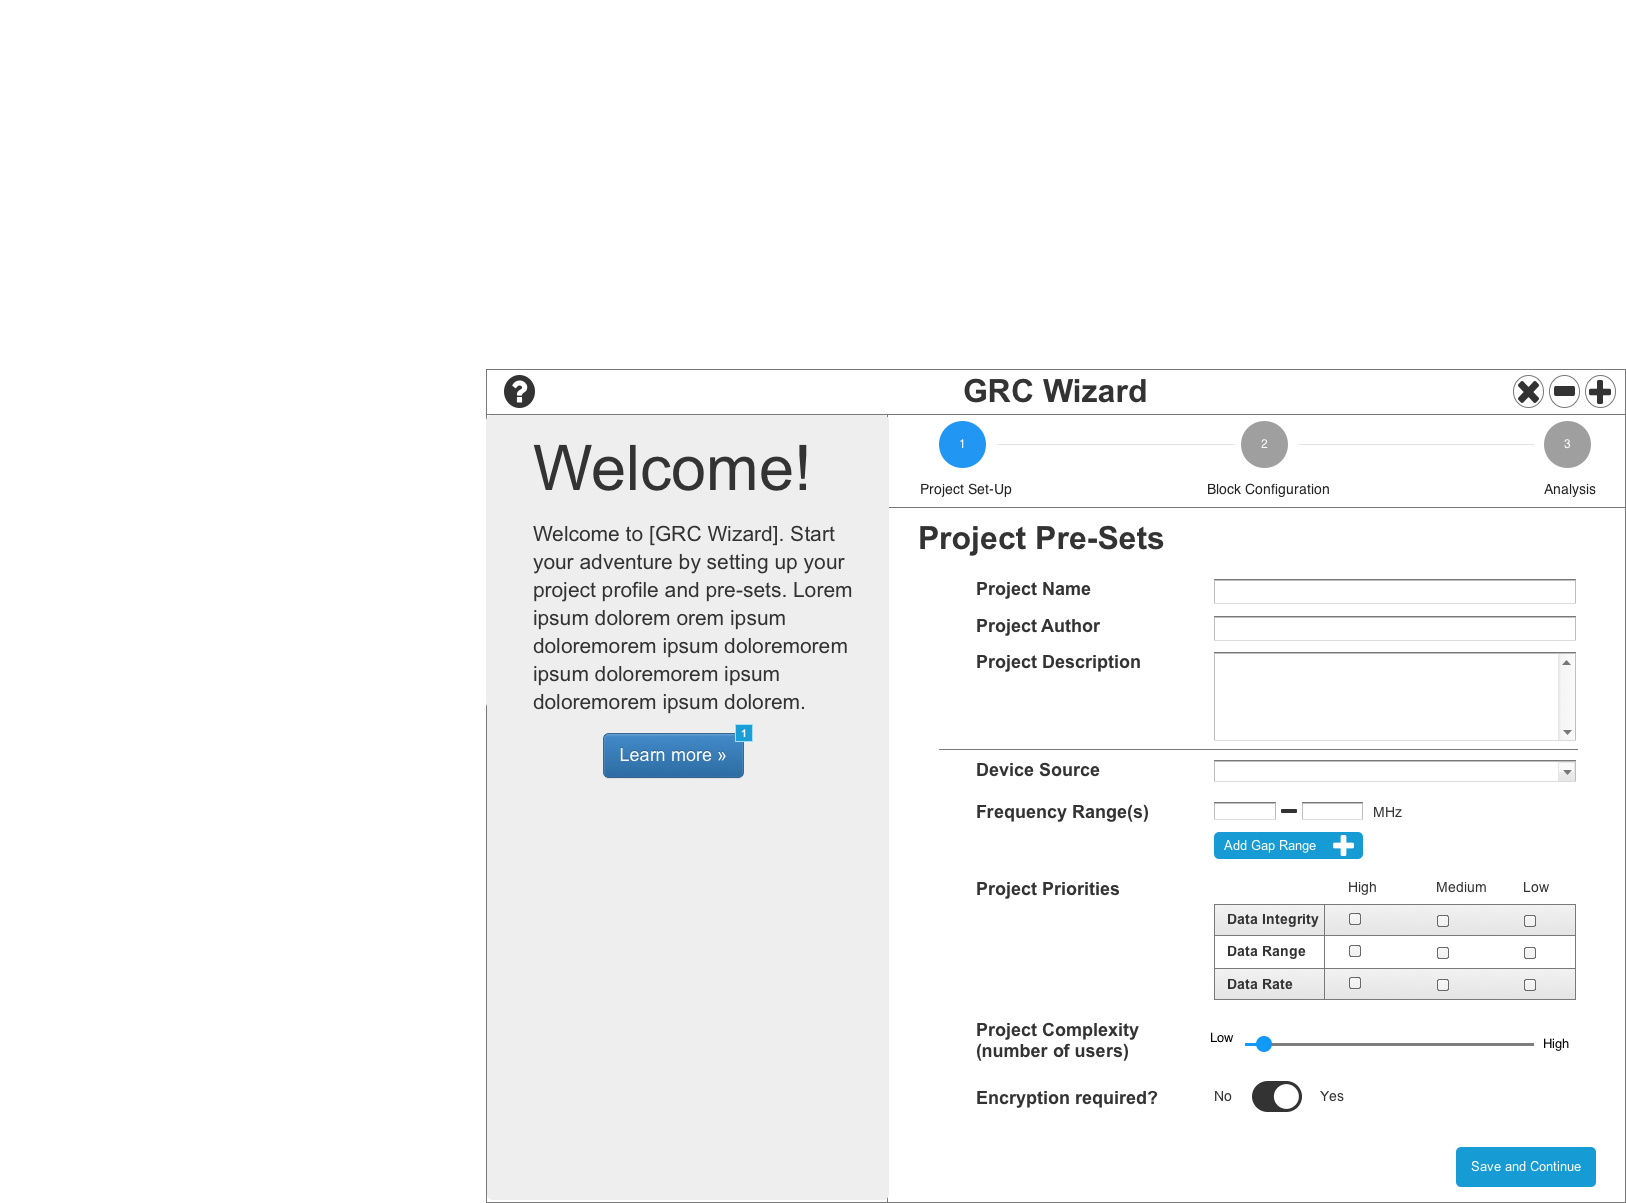 GRC Wizard
Welcome!
Welcome to [GRC Wizard]. Start
your adventure by setting up your
project profile and pre-sets. Lorem
ipsum dolorem orem ipsum
doloremorem ipsum doloremorem
ipsum doloremorem ipsum
doloremorem ipsum dolorem.
1
Learn more »
1 2 3
Project Set-Up Block Configuration Analysis
Project Pre-Sets
Project Name
Project Author
Project Description
Device Source
Frequency Range(s) MHz
Add Gap Range
Project Priorities High Medium Low
Data Integrity
Data Range
Data Rate
Project Complexity
(number of users)
Low High
Encryption required? No Yes
Save and Continue